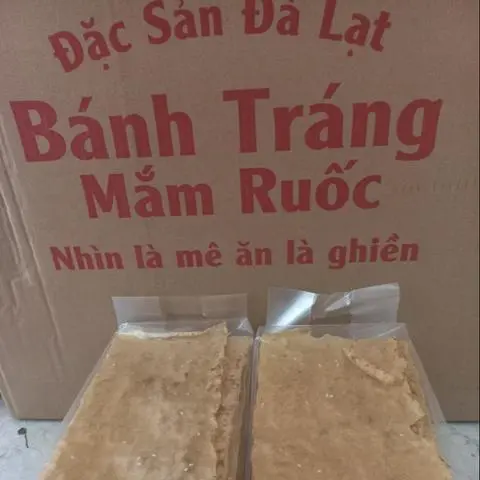 Đặc Sản Đà Lạt
Bánh Tráng
Mắm Ruốc
Nhìn là mê ăn là ghiền